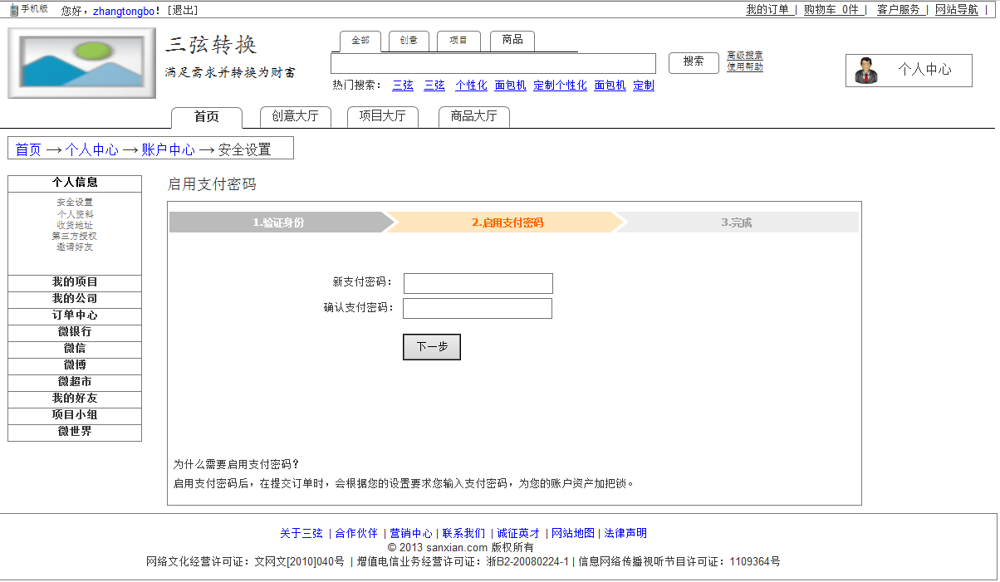 手机版 您好，zhangtongbo！[退出] 我的订单 | 购物车 0件 | 客户服务 | 网站导航 |
三弦转换
满足需求并转换为财富
全部 创意 项目 商品
搜索 高级搜索
使用帮助
个人中心
热门搜索： 三弦 三弦 个性化 面包机 定制个性化 面包机 定制
首页 创意大厅 项目大厅 商品大厅
首页 → 个人中心 → 账户中心 → 安全设置
个人信息
安全设置
个人资料
收货地址
第三方授权
邀请好友
我的项目
我的公司
订单中心
微银行
微信
微博
微超市
我的好友
项目小组
微世界
启用支付密码
1.验证身份 2.启用支付密码 3.完成
新支付密码：
确认支付密码：
下一步
为什么需要启用支付密码？
启用支付密码后，在提交订单时，会根据您的设置要求您输入支付密码，为您的账户资产加把锁。
关于三弦 | 合作伙伴 | 营销中心 | 联系我们 | 诚征英才 | 网站地图 | 法律声明
© 2013 sanxian.com 版权所有
网络文化经营许可证：文网文[2010]040号 | 增值电信业务经营许可证：浙B2-20080224-1 | 信息网络传播视听节目许可证：1109364号